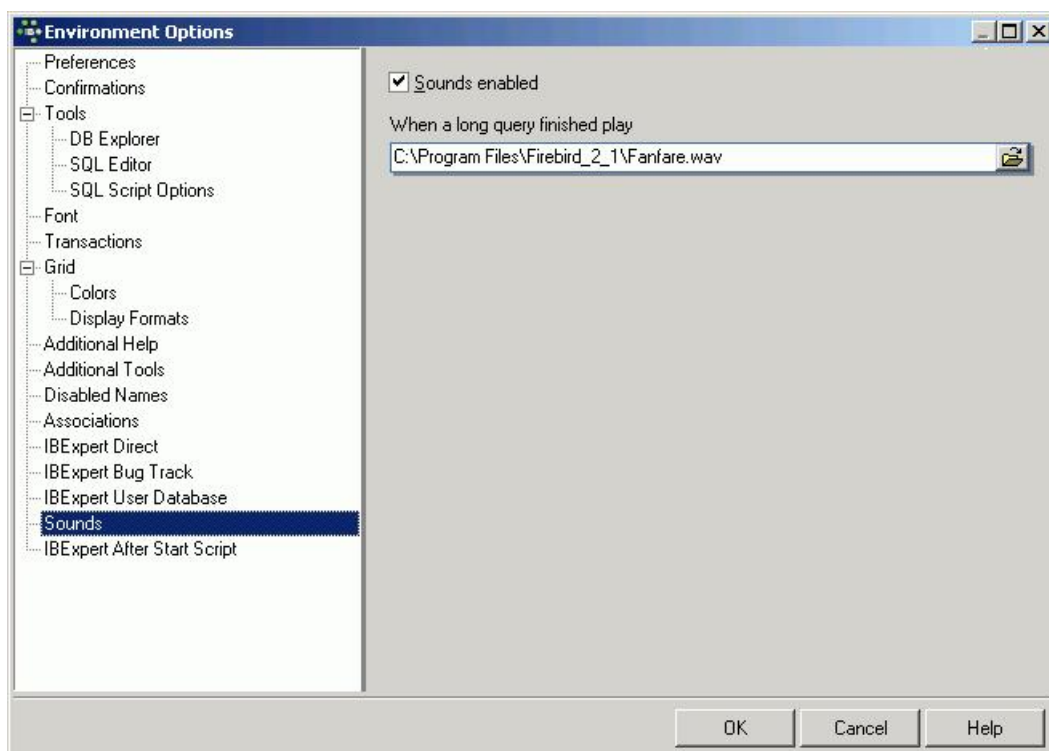 Environment Options
Preferences
Confirmations
Tools
DB Explorer
SQL Editor
SQL Script Options
Font
Transactions
Grid
Colors
Display Formats
Additional Help
Additional Tools
Disabled Names
Associations
IBExpert Direct
IBExpert Bug Track
IBExpert User Database
Sounds
IBExpert After Start Script
Sounds enabled
When a long query finished play
C:\Program Files\Firebird_2_1\Fanfare.wav
OK
Cancel
Help